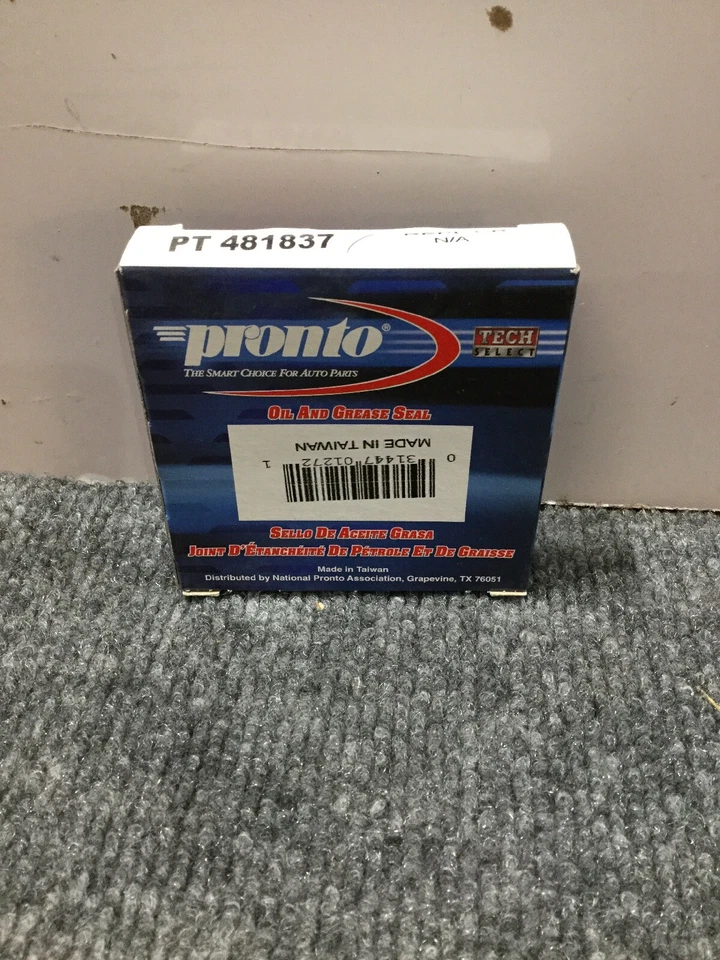 PT 481837
N/A
pronto®
THE SMART CHOICE FOR AUTO PARTS
TECH
SELECT
OIL AND GREASE SEAL
MADE IN TAIWAN
0 31447 01272 1
SELLO DE ACEITE GRASA
JOINT D'ÉTANCHÉITÉ DE PÉTROLE ET DE GRAISSE
Made in Taiwan
Distributed by National Pronto Association, Grapevine, TX 76051